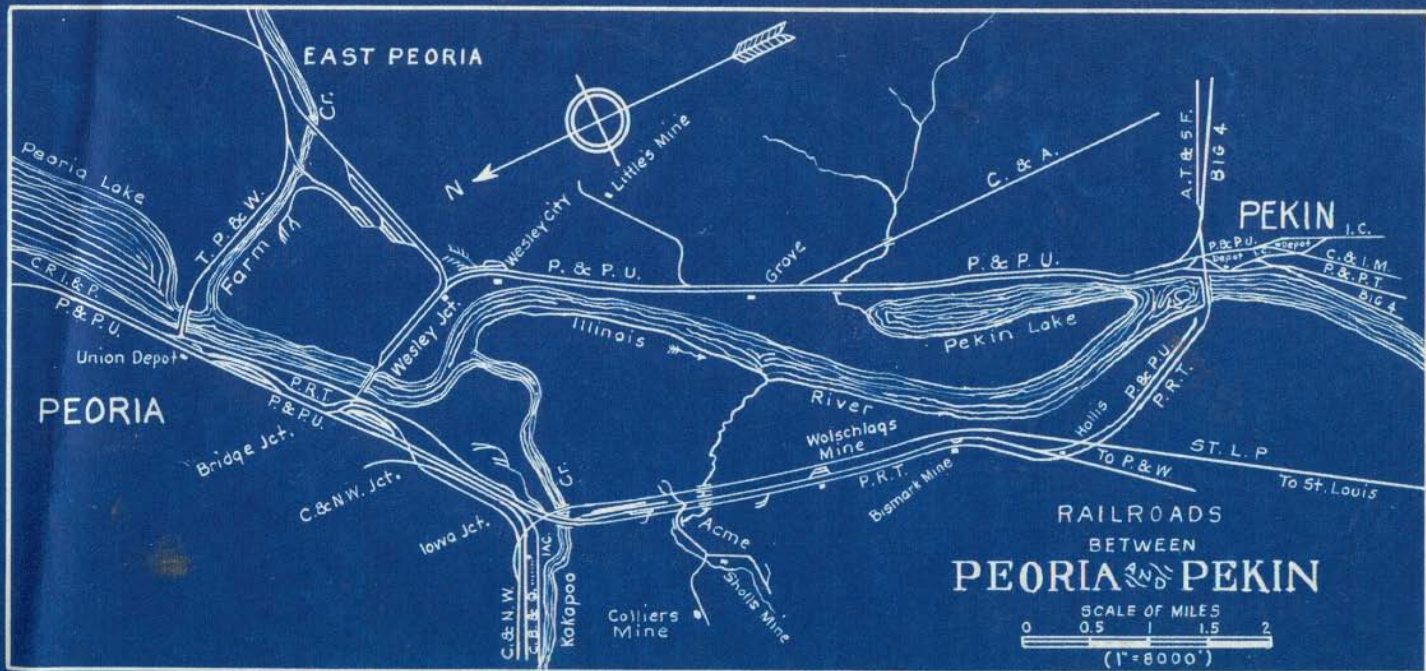 EAST PEORIA
Cr.
Peoria Lake
T. P. & W.
Farm
C. R. I. & P.
P. & P. U.
Union Depot
PEORIA
P. R. T.
P. & P. U.
Bridge Jct.
C. & N. W. Jct.
Iowa Jct.
N
Little's Mine
Wesley City
Wesley Jct.
P. & P. U.
Grove
C. & A.
P. & P. U.
A. T. & S. F.
BIG 4
PEKIN
P. & P. U.
Depot
Depot
I. C.
I. C.
C. & I. M.
P. & P. T.
BIG 4
Pekin Lake
Illinois
River
Wolschlags
Mine
P. R. T.
Bismark Mine
Hollis
P. & P. U.
P. R. T.
To P. & W
ST. L. P
To St. Louis
Cr.
Kokapoo
C. & N. W.
C. B. & Q.
Acme
Sholls Mine
Colliers
Mine
RAILROADS
BETWEEN
PEORIA AND PEKIN
SCALE OF MILES
0 0.5 1 1.5 2
(1"=8000')